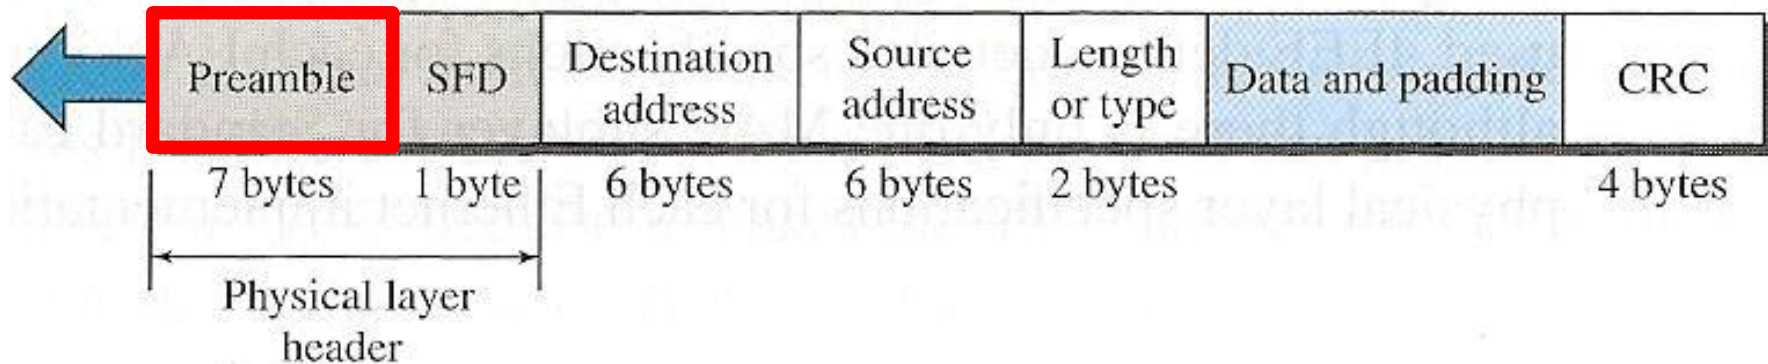 Preamble SFD Destination address Source address Length or type Data and padding CRC
7 bytes 1 byte 6 bytes 6 bytes 2 bytes 4 bytes
Physical layer
header